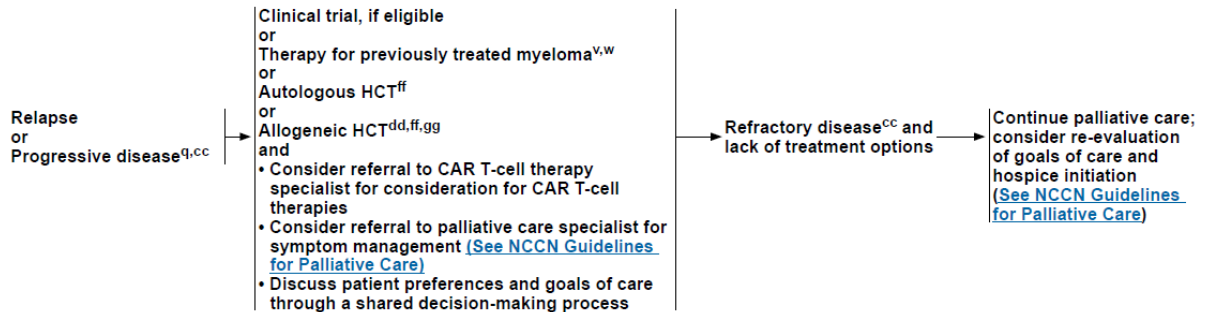 Relapse
or
Progressive disease^q,cc
Clinical trial, if eligible
or
Therapy for previously treated myeloma^v,w
or
Autologous HCT^ff
or
Allogeneic HCT^dd,ff,gg
and
• Consider referral to CAR T-cell therapy
specialist for consideration for CAR T-cell
therapies
• Consider referral to palliative care specialist for
symptom management (See NCCN Guidelines
for Palliative Care)
• Discuss patient preferences and goals of care
through a shared decision-making process
Refractory disease^cc and
lack of treatment options
Continue palliative care;
consider re-evaluation
of goals of care and
hospice initiation
(See NCCN Guidelines
for Palliative Care)